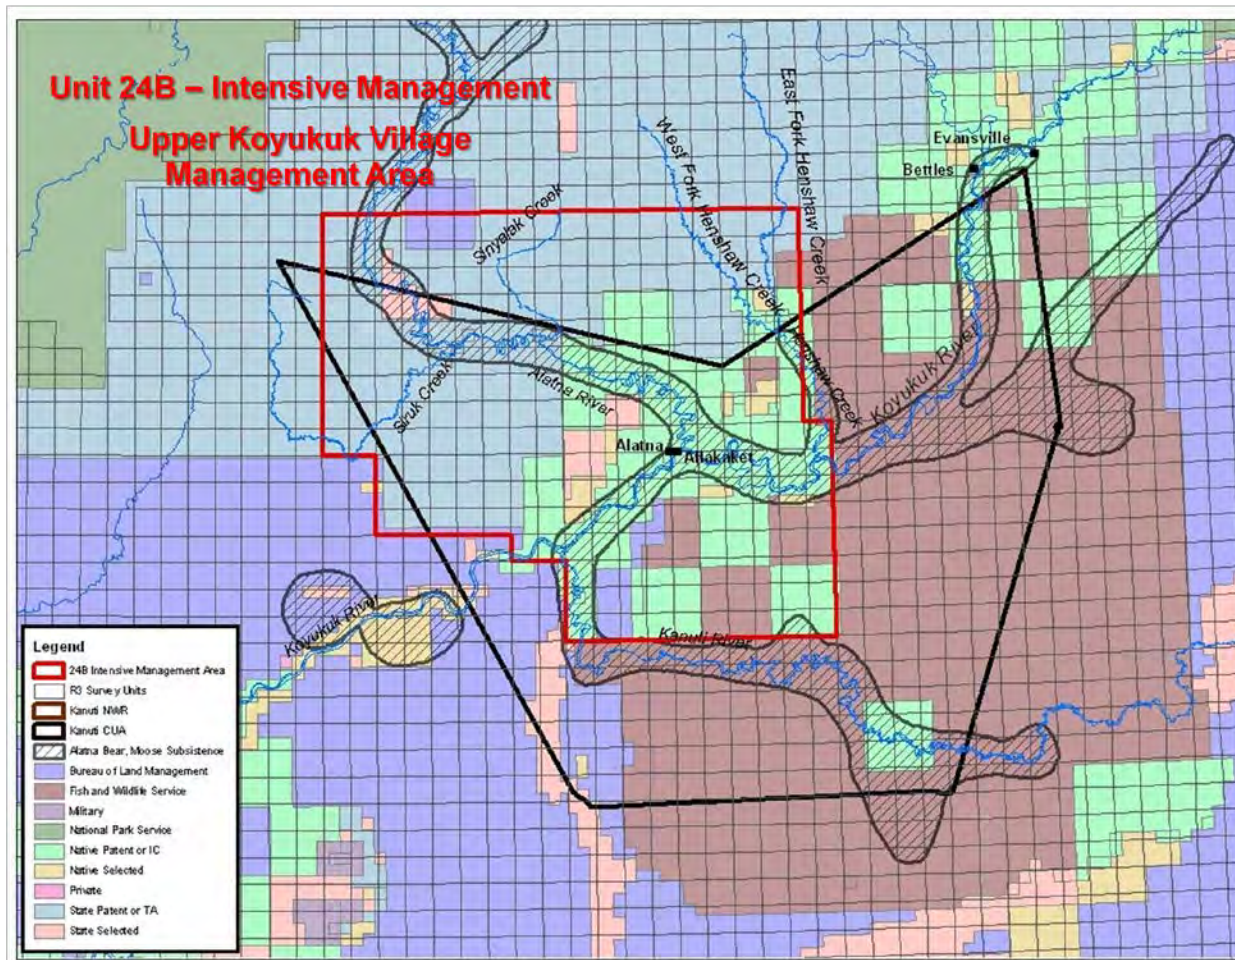 Unit 24B – Intensive Management
Upper Koyukuk Village
Management Area
East Fork Henshaw Creek
West Fork Henshaw Creek
Evansville
Bettles
Sinyalak Creek
Henshaw Creek
Koyukuk River
Siruk Creek
Alatna River
Alatna
Allakaket
Koyukuk River
Kanuti River
Legend
24B Intensive Management Area
R3 Survey Units
Kanuti NWR
Kanuti CUA
Alatna Bear, Moose Subsistence
Bureau of Land Management
Fish and Wildlife Service
Military
National Park Service
Native Patent or IC
Native Selected
Private
State Patent or TA
State Selected